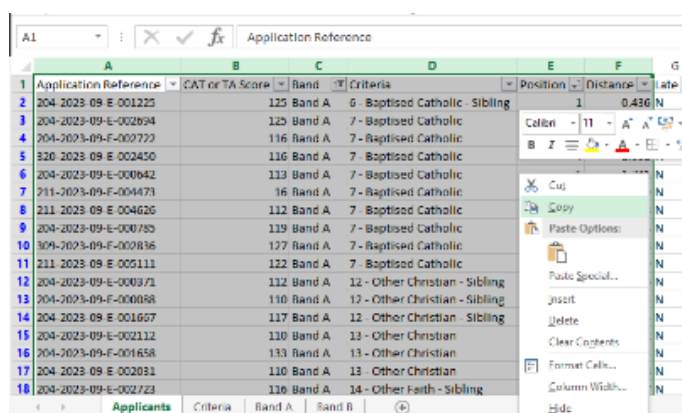 A1 fx Application Reference
A B C D E F G
1 Application Reference CAT or TA Score Band Criteria Position Distance Late
2 204-2023-09-E-001225 125 Band A 6 - Baptised Catholic - Sibling 1 0.436 N
3 204-2023-09-E-002694 125 Band A 7 - Baptised Catholic Calibri 11 A A
4 204-2023-09-E-002722 116 Band A 7 - Baptised Catholic B I A
5 320-2023-09-E-002450 116 Band A 7 - Baptised Catholic N
6 204-2023-09-E-000642 113 Band A 7 - Baptised Catholic N
7 211-2023-09-E-004473 16 Band A 7 - Baptised Catholic Cut N
8 211-2023-09-E-004626 112 Band A 7 - Baptised Catholic Copy N
9 204-2023-09-E-000785 119 Band A 7 - Baptised Catholic Paste Options: N
10 309-2023-09-E-002836 127 Band A 7 - Baptised Catholic N
11 211-2023-09-E-005111 122 Band A 7 - Baptised Catholic N
12 204-2023-09-E-000371 112 Band A 12 - Other Christian - Sibling Paste Special... N
13 204-2023-09-E-000088 110 Band A 12 - Other Christian - Sibling Insert N
14 204-2023-09-E-001667 117 Band A 12 - Other Christian - Sibling Delete N
15 204-2023-09-E-002112 110 Band A 13 - Other Christian Clear Contents N
16 204-2023-09-E-001658 133 Band A 13 - Other Christian Format Cells... N
17 204-2023-09-E-002031 110 Band A 13 - Other Christian Column Width... N
18 204-2023-09-E-002723 116 Band A 14 - Other Faith - Sibling Hide N
Applicants Criteria Band A Band B